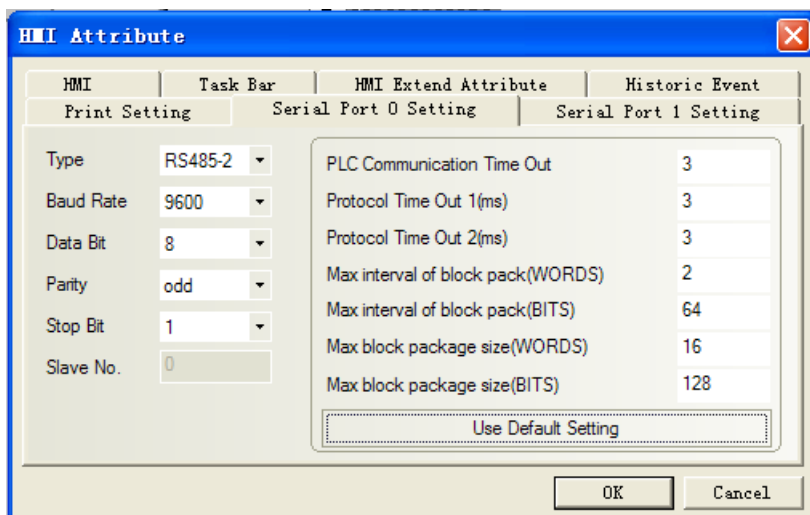 HMI Attribute
HMI Task Bar HMI Extend Attribute Historic Event
Print Setting Serial Port 0 Setting Serial Port 1 Setting
Type RS485-2
Baud Rate 9600
Data Bit 8
Parity odd
Stop Bit 1
Slave No. 0
PLC Communication Time Out 3
Protocol Time Out 1(ms) 3
Protocol Time Out 2(ms) 3
Max interval of block pack(WORDS) 2
Max interval of block pack(BITS) 64
Max block package size(WORDS) 16
Max block package size(BITS) 128
Use Default Setting
OK Cancel